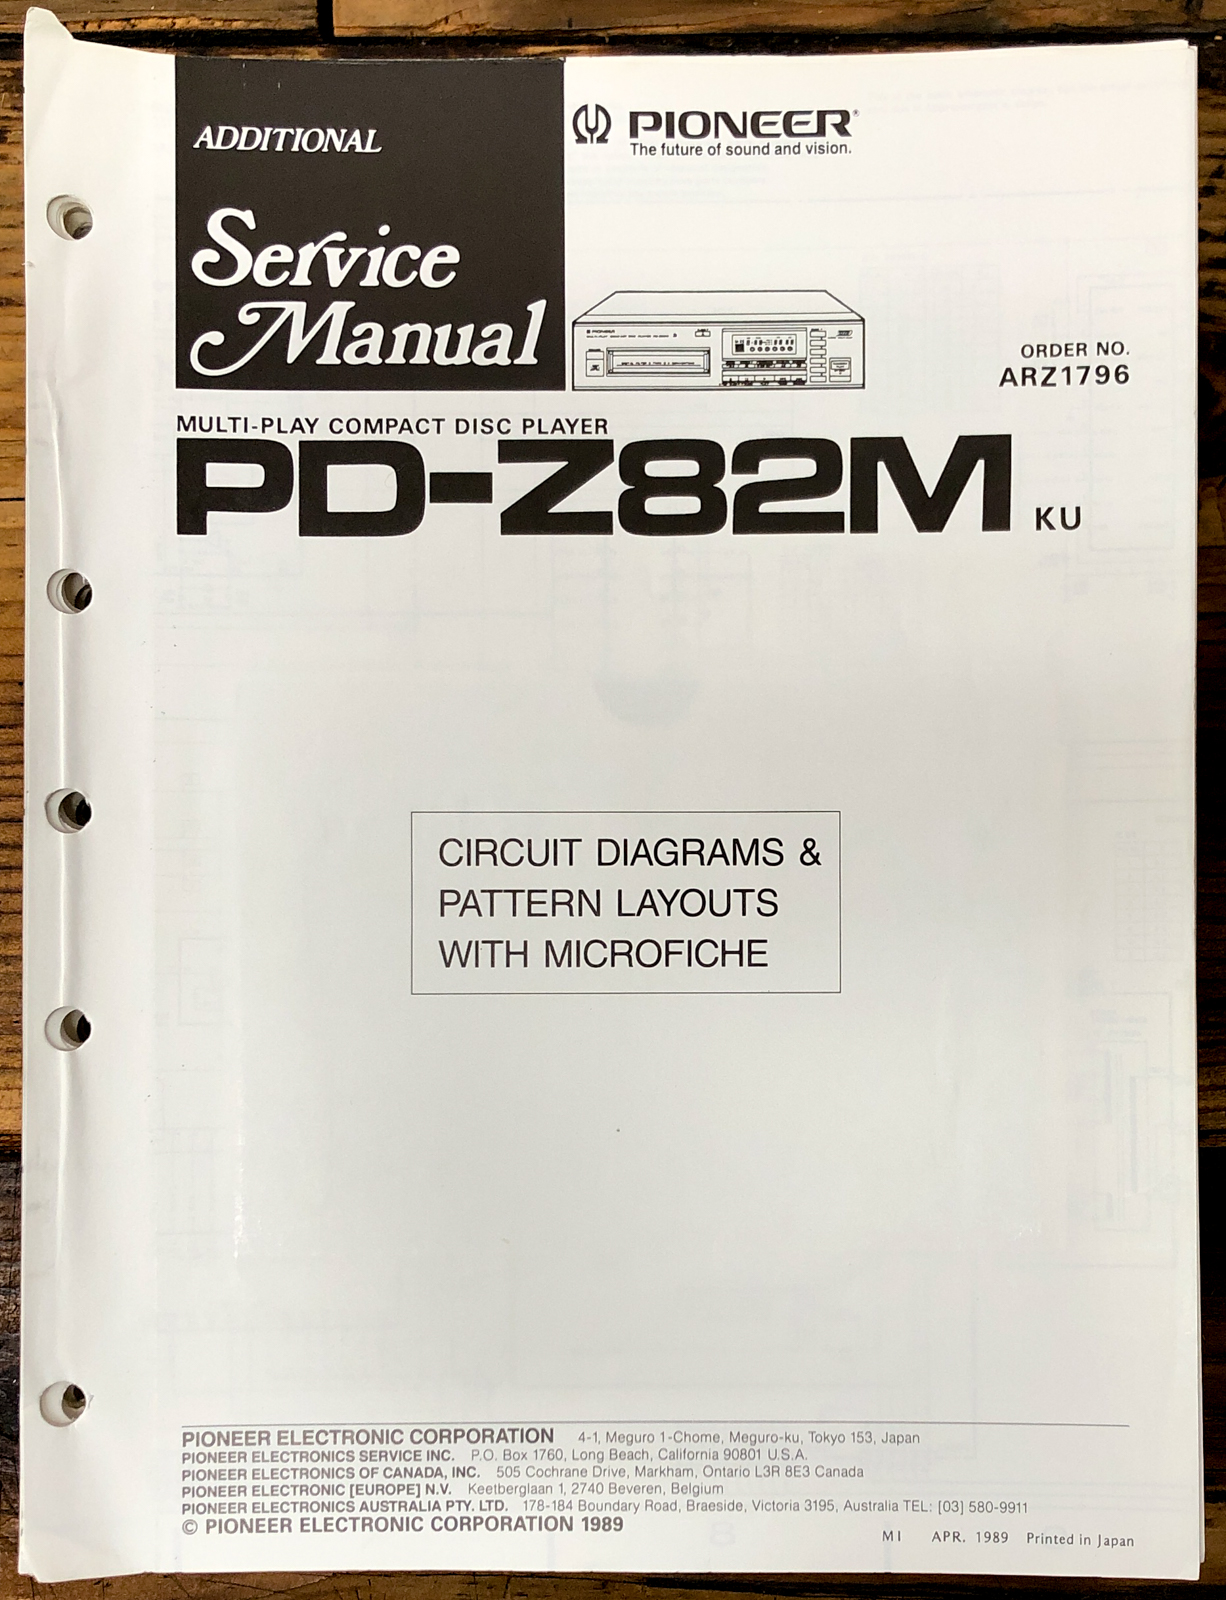 ADDITIONAL
Service
Manual
PIONEER®
The future of sound and vision.
PIONEER
ORDER NO.
ARZ1796
MULTI-PLAY COMPACT DISC PLAYER
PD-Z82M KU
CIRCUIT DIAGRAMS &
PATTERN LAYOUTS
WITH MICROFICHE
PIONEER ELECTRONIC CORPORATION 4-1, Meguro 1-Chome, Meguro-ku, Tokyo 153, Japan
PIONEER ELECTRONICS SERVICE INC. P.O. Box 1760, Long Beach, California 90801 U.S.A.
PIONEER ELECTRONICS OF CANADA, INC. 505 Cochrane Drive, Markham, Ontario L3R 8E3 Canada
PIONEER ELECTRONIC [EUROPE] N.V. Keetberglaan 1, 2740 Beveren, Belgium
PIONEER ELECTRONICS AUSTRALIA PTY. LTD. 178-184 Boundary Road, Braeside, Victoria 3195, Australia TEL: [03] 580-9911
© PIONEER ELECTRONIC CORPORATION 1989
MI APR. 1989 Printed in Japan